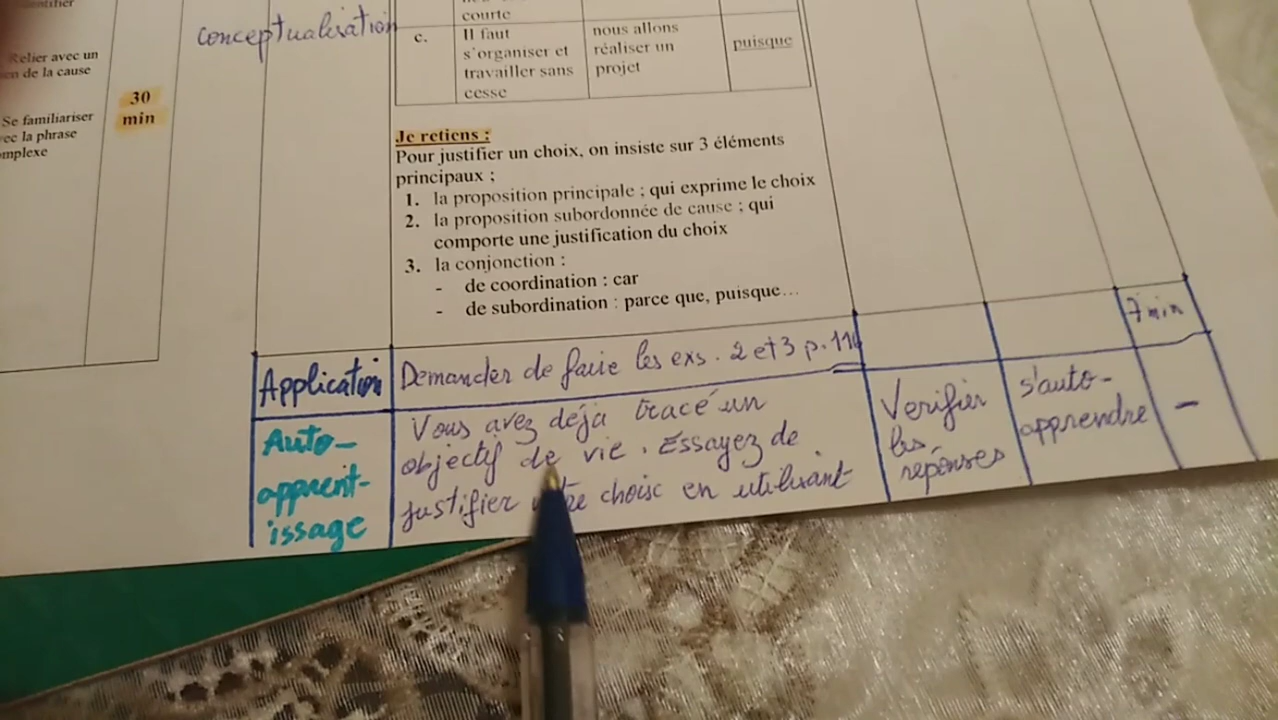 conceptualisation
courte
c. Il faut s'organiser et travailler sans cesse
nous allons réaliser un projet
puisque
Relier avec un
de la cause
30
min
Se familiariser
la phrase
Je retiens :
Pour justifier un choix, on insiste sur 3 éléments
principaux ;
1. la proposition principale ; qui exprime le choix
2. la proposition subordonnée de cause ; qui
comporte une justification du choix
3. la conjonction :
- de coordination : car
- de subordination : parce que, puisque…
7 min
Application
Demander de faire les exs. 2 et 3 p.
Auto-
apprent-
issage
Vous avez déja tracé un
objectif de vie. Essayez de
justifier choix en utilisant
Verifier
les
réponses
s'auto-
apprendre
-